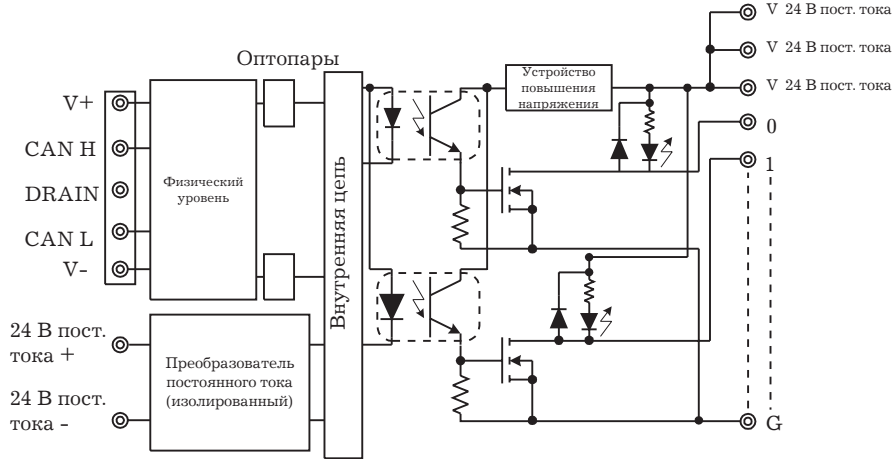 V 24 В пост. тока
V 24 В пост. тока
V 24 В пост. тока
Оптопары
Устройство
повышения
напряжения
V+
CAN H
DRAIN
CAN L
V-
Физический
уровень
Внутренняя цепь
0
1
24 В пост.
тока +
24 В пост.
тока -
Преобразователь
постоянного тока
(изолированный)
G